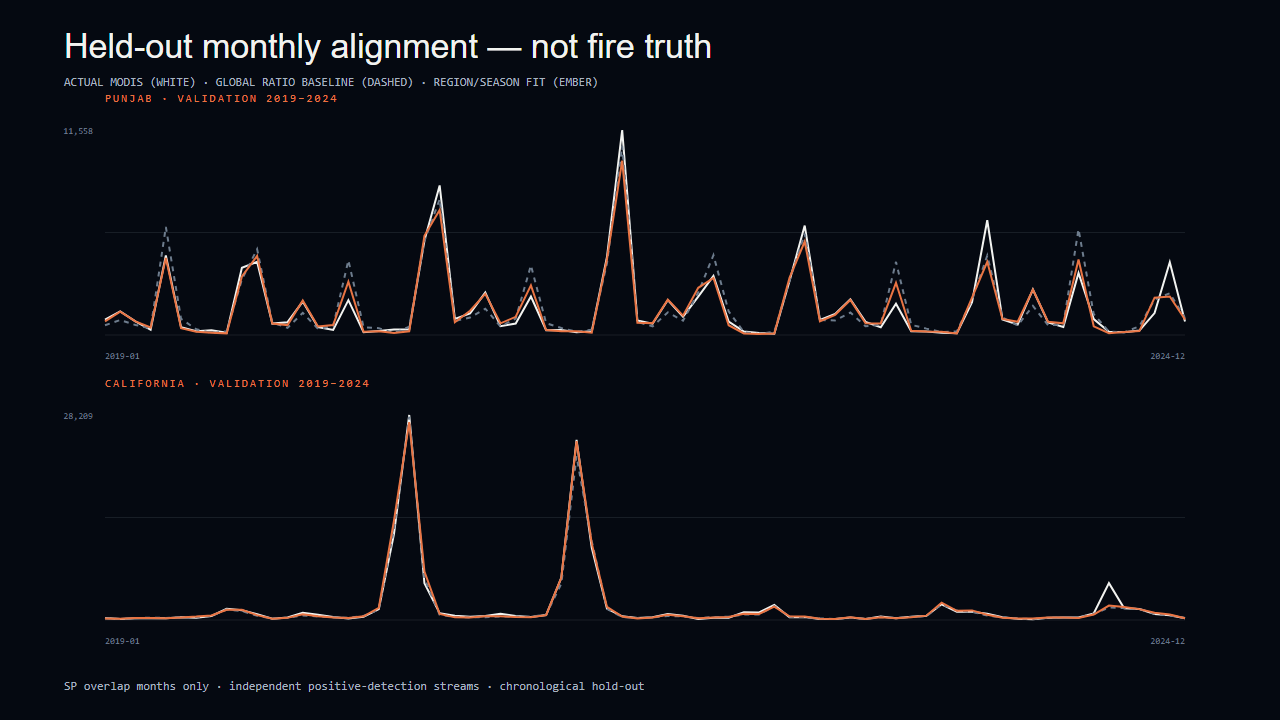 Held-out monthly alignment — not fire truth
ACTUAL MODIS (WHITE) · GLOBAL RATIO BASELINE (DASHED) · REGION/SEASON FIT (EMBER)
PUNJAB · VALIDATION 2019–2024
11,558
2019-01
2024-12
CALIFORNIA · VALIDATION 2019–2024
28,209
2019-01
2024-12
SP overlap months only · independent positive-detection streams · chronological hold-out